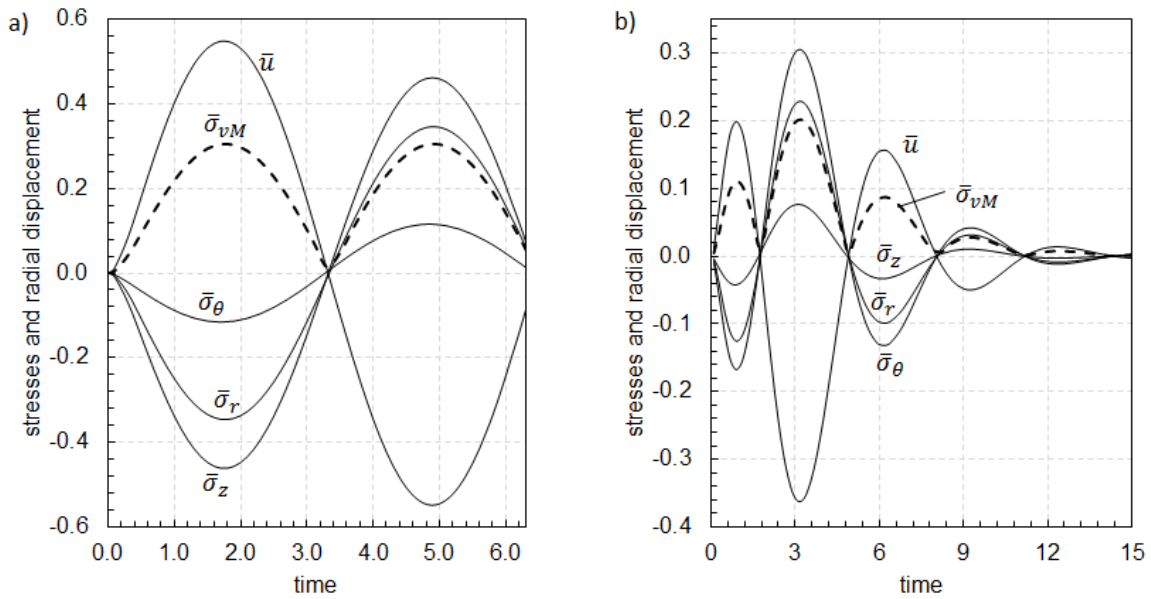 a)
0.6
0.4
0.2
0.0
-0.2
-0.4
-0.6
stresses and radial displacement
ū
σ̄vM
σ̄θ
σ̄r
σ̄z
0.0 1.0 2.0 3.0 4.0 5.0 6.0
time
b)
0.3
0.2
0.1
0.0
-0.1
-0.2
-0.3
-0.4
stresses and radial displacement
ū
σ̄vM
σ̄z
σ̄r
σ̄θ
0 3 6 9 12 15
time